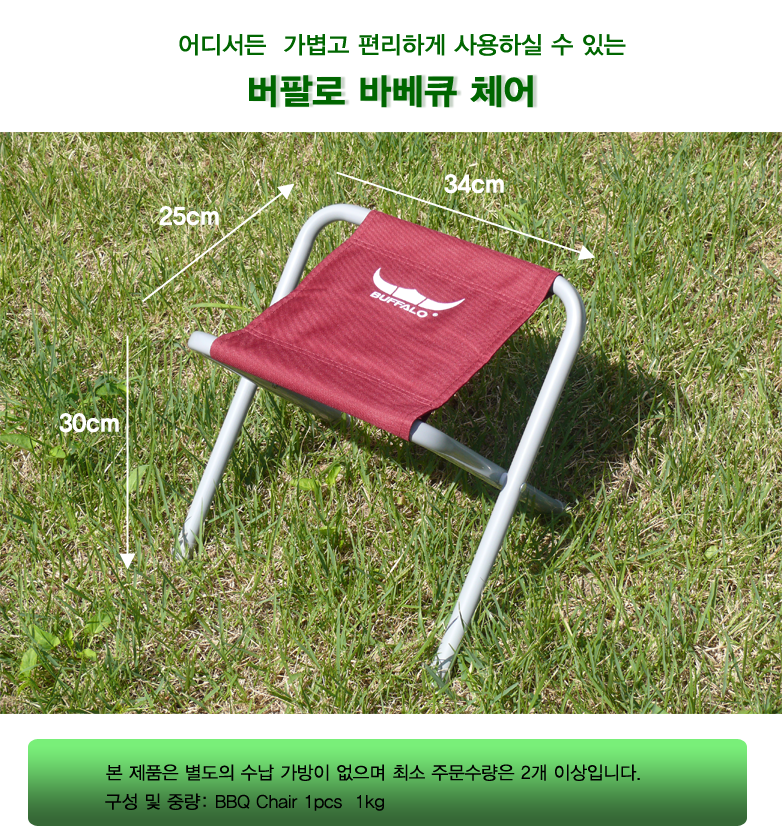 어디서든 가볍고 편리하게 사용하실 수 있는
버팔로 바베큐 체어
34cm
25cm
BUFFALO
30cm
본 제품은 별도의 수납 가방이 없으며 최소 주문수량은 2개 이상입니다.
구성 및 중량: BBQ Chair 1pcs 1kg